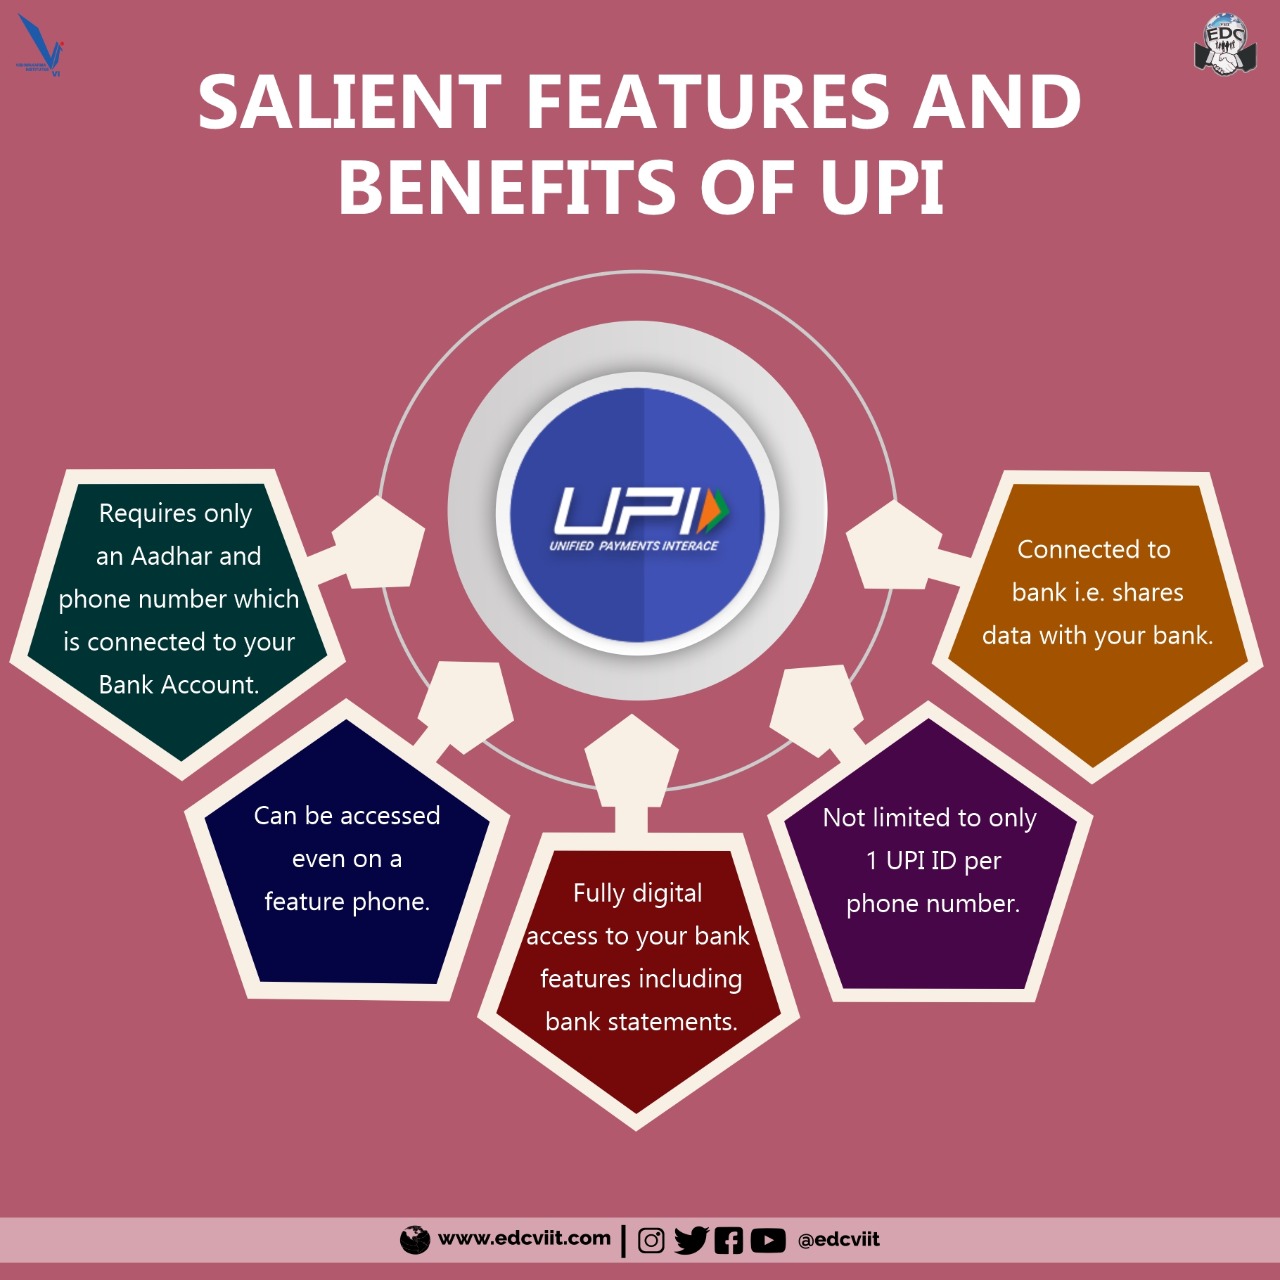 EDC
Vi
SALIENT FEATURES AND
BENEFITS OF UPI
UPI
UNIFIED PAYMENTS INTERACE
Requires only
an Aadhar and
phone number which
is connected to your
Bank Account.
Can be accessed
even on a
feature phone.
Fully digital
access to your bank
features including
bank statements.
Not limited to only
1 UPI ID per
phone number.
Connected to
bank i.e. shares
data with your bank.
www.edcviit.com | @edcviit